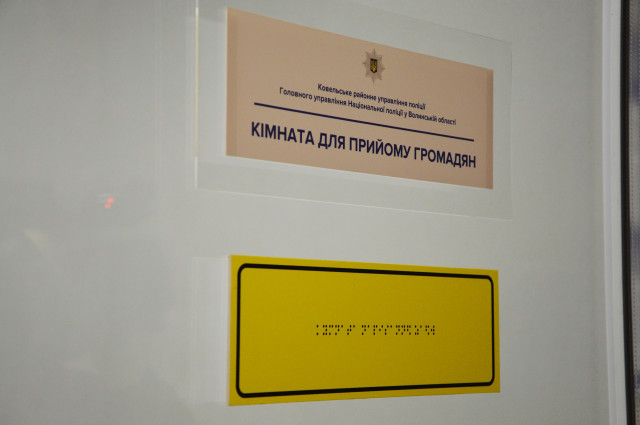 Ковельське районне управління поліції
Головного управління Національної поліції у Волинській області
КІМНАТА ДЛЯ ПРИЙОМУ ГРОМАДЯН